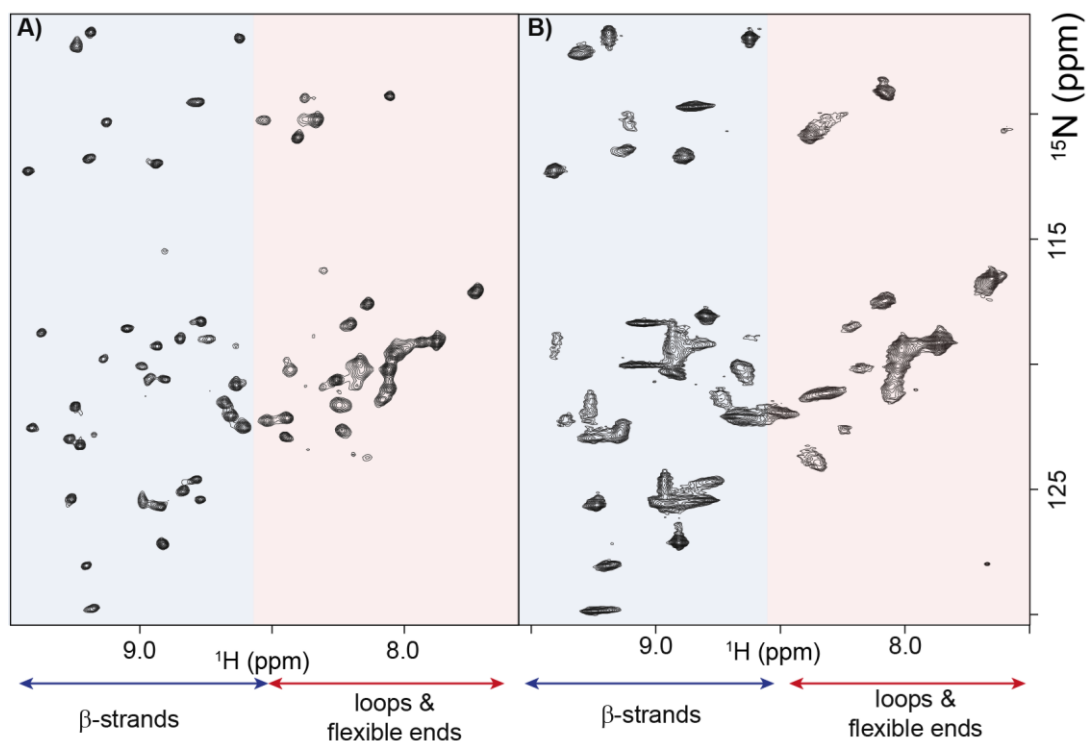 A)
B)
15N (ppm)
115
125
9.0
1H (ppm)
8.0
9.0
1H (ppm)
8.0
β-strands
loops &
flexible ends
β-strands
loops &
flexible ends